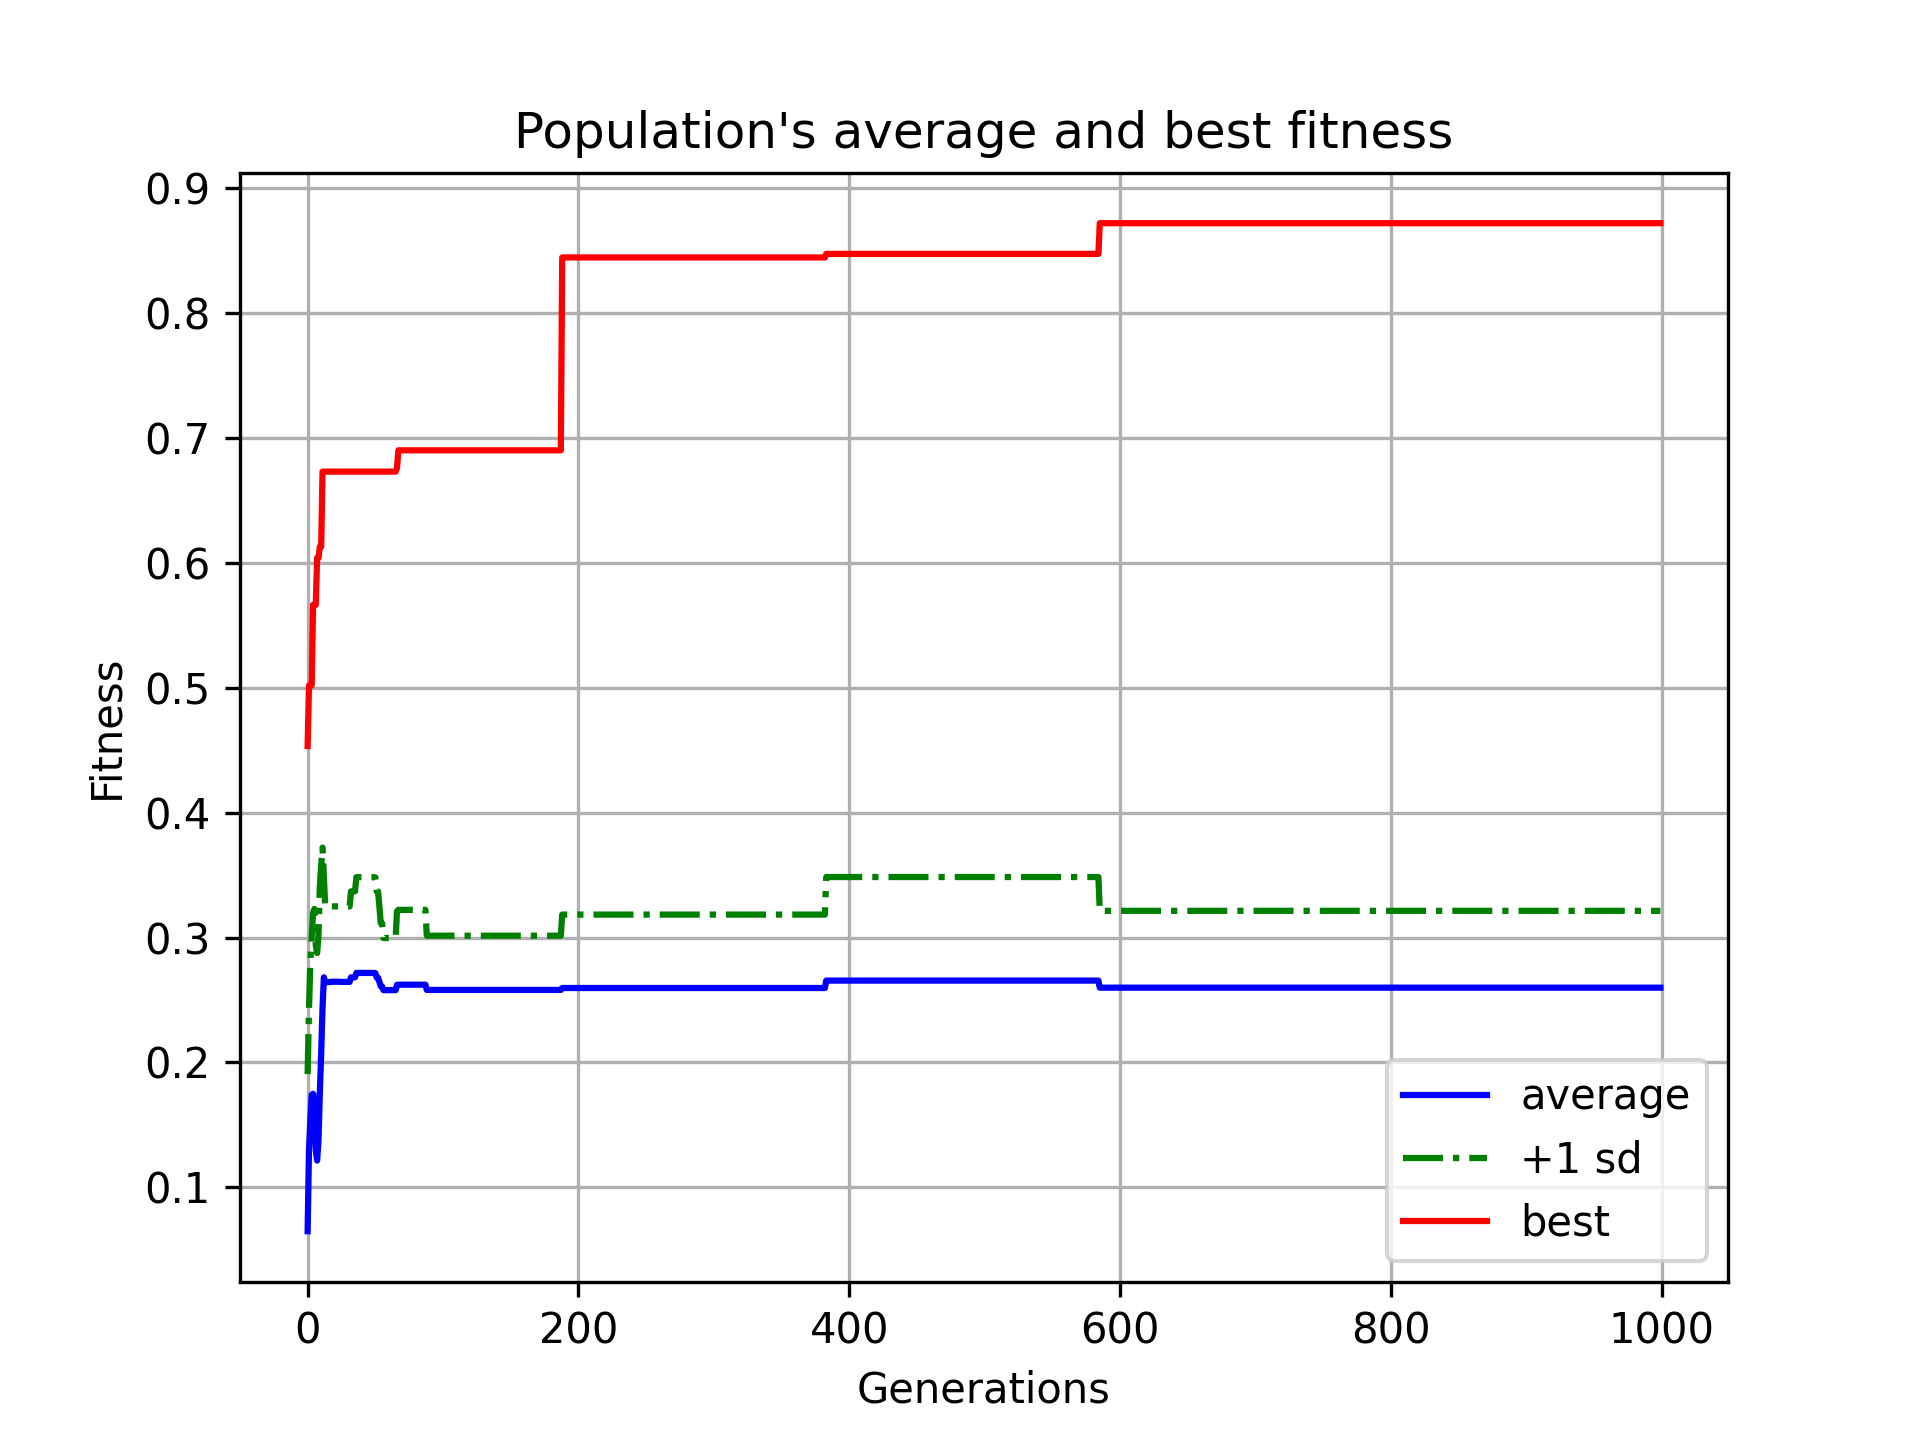 Population's average and best fitness
Fitness
0.9
0.8
0.7
0.6
0.5
0.4
0.3
0.2
0.1
average
+1 sd
best
0 200 400 600 800 1000
Generations